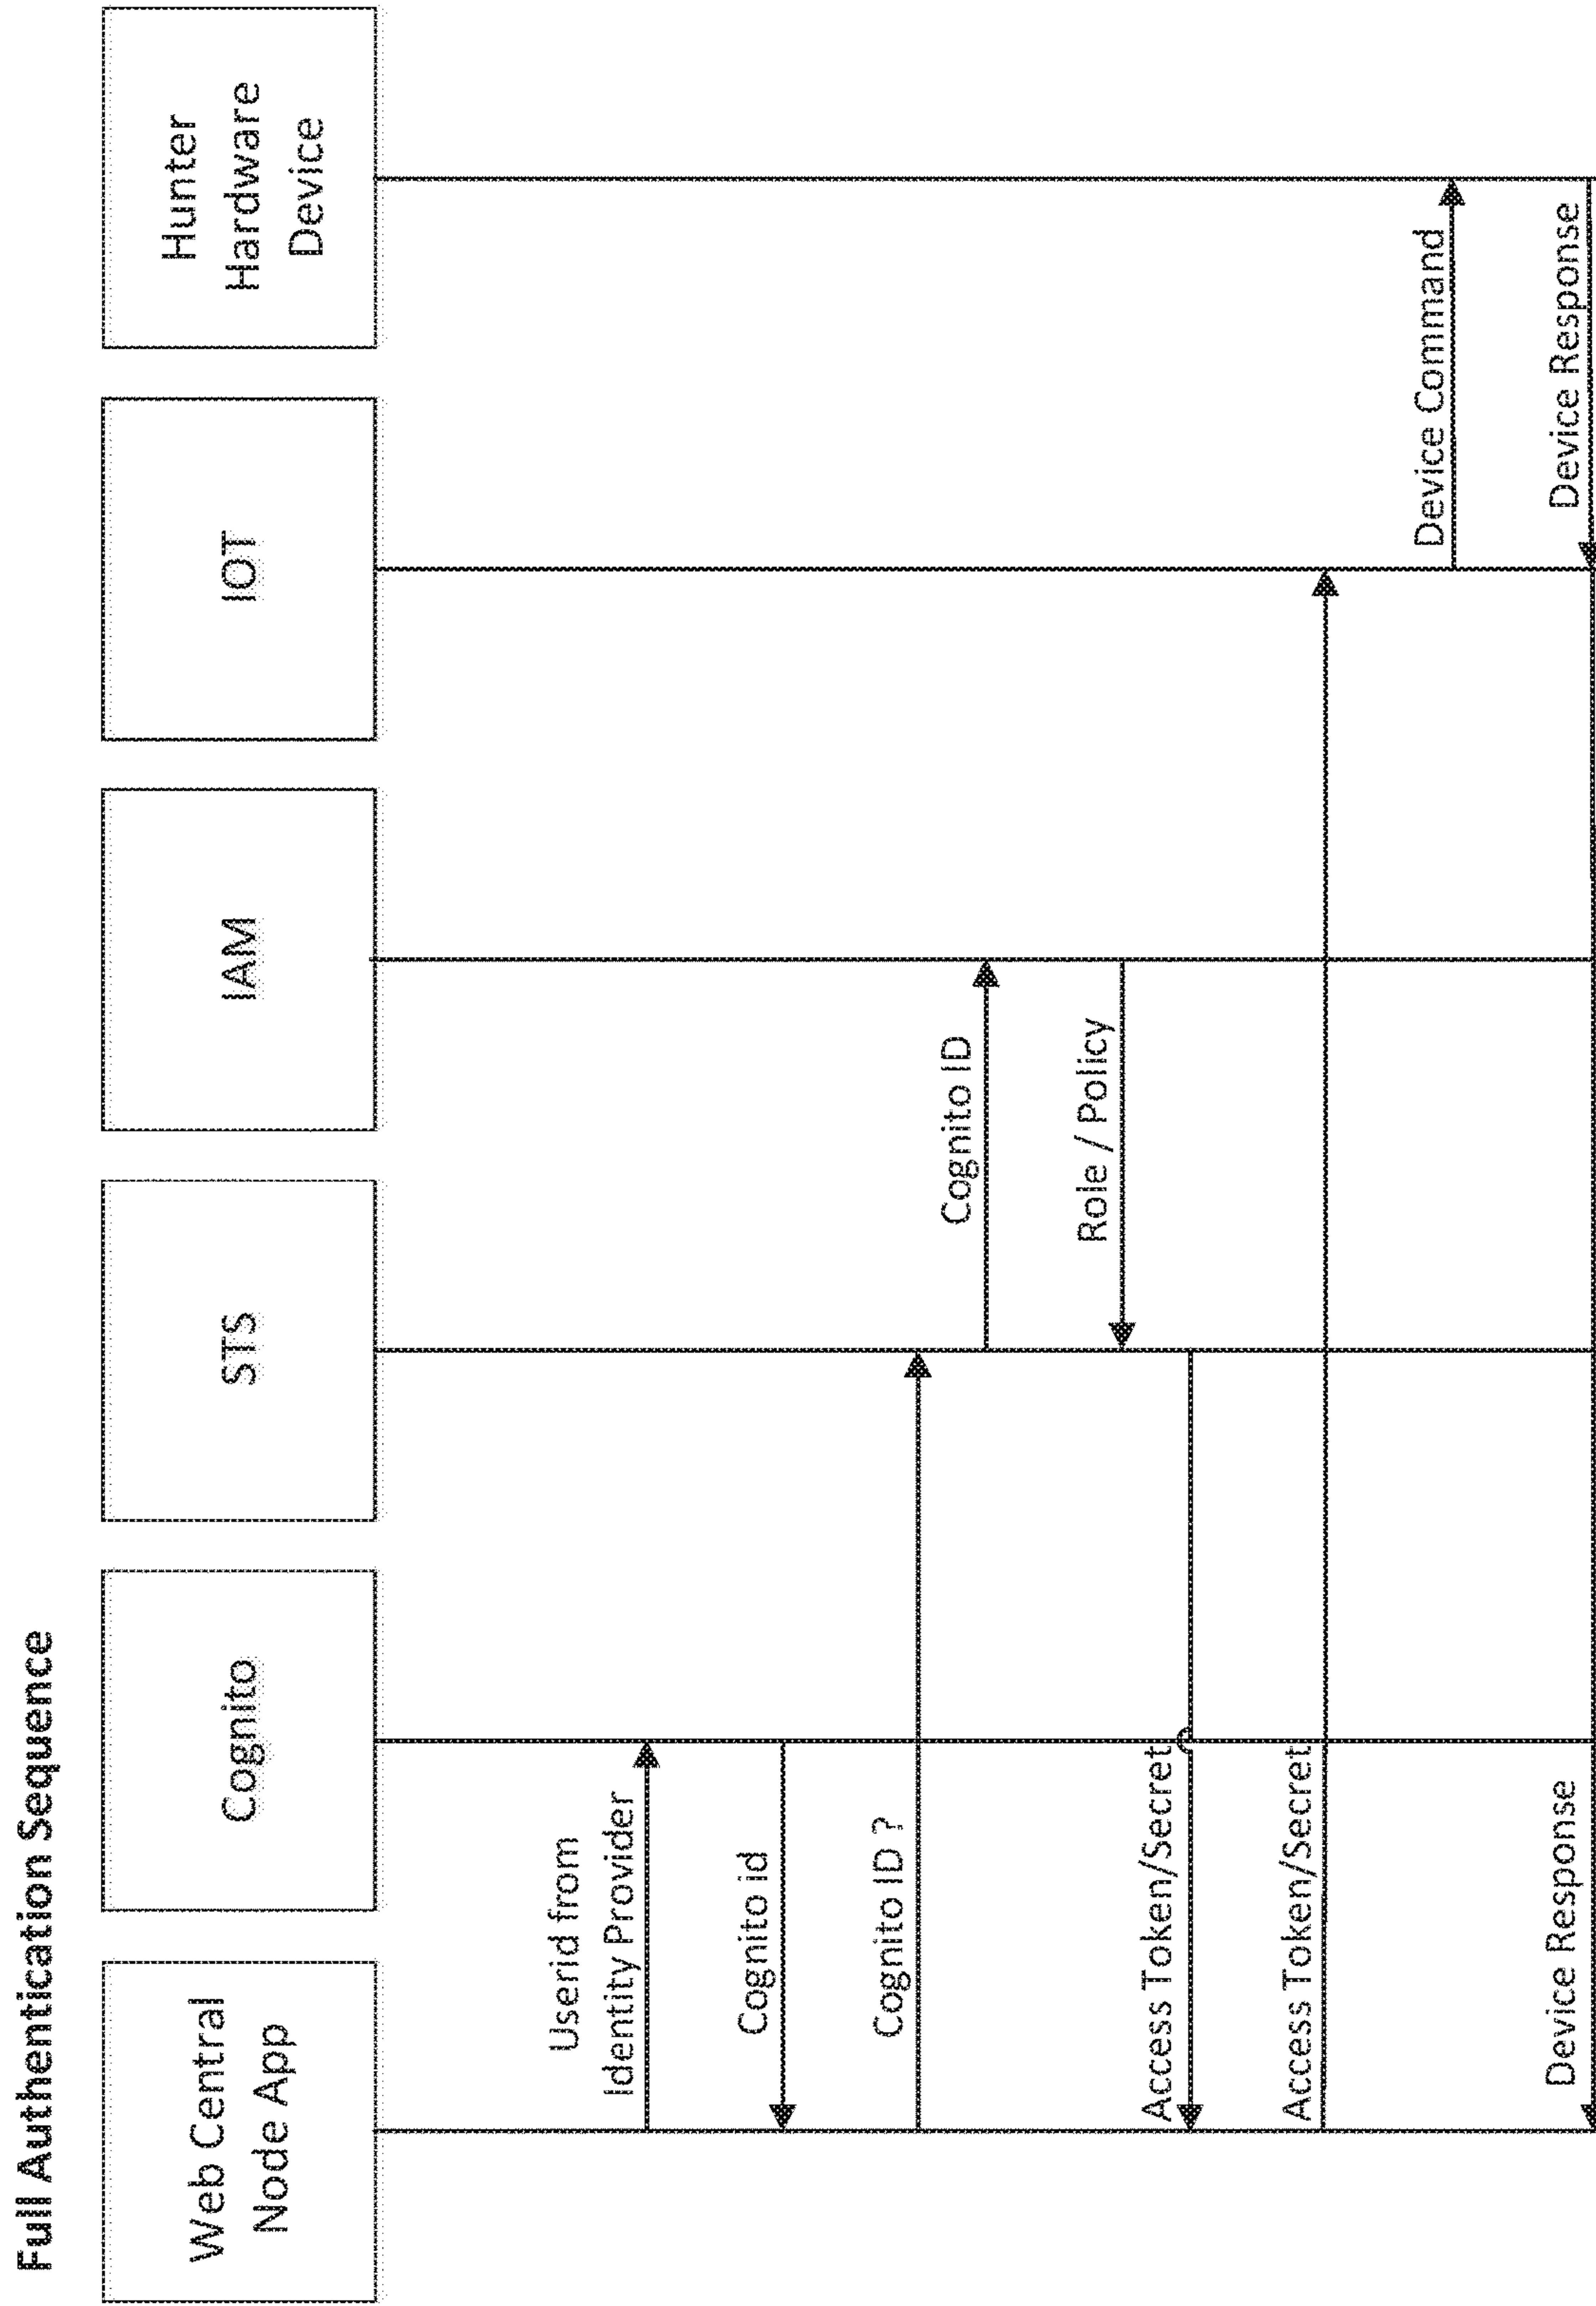 Full Authentication Sequence
Web Central
Node App
Cognito
STS
IAM
IOT
Hunter
Hardware
Device
Userid from
Identity Provider
Cognito id
Cognito ID ?
Cognito ID
Role / Policy
Access Token/Secret
Access Token/Secret
Device Command
Device Response
Device Response